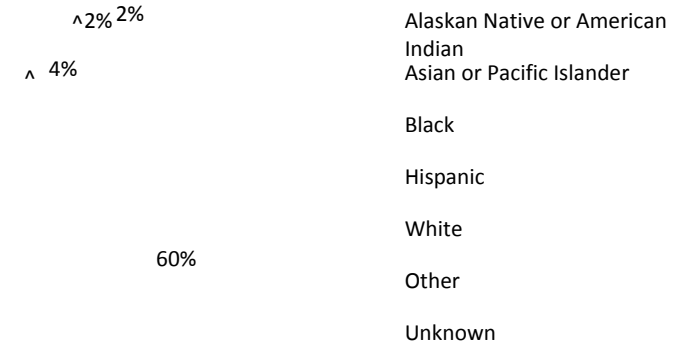 ^2% 2%
^ 4%
60%
Alaskan Native or American
Indian
Asian or Pacific Islander
Black
Hispanic
White
Other
Unknown